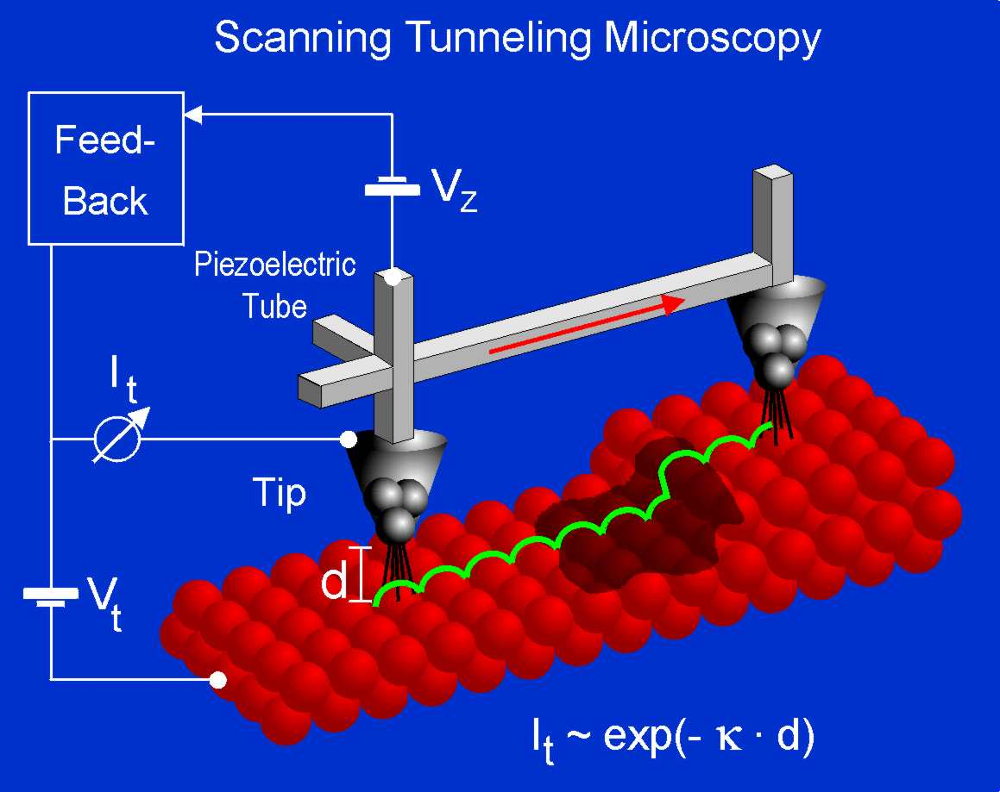 Scanning Tunneling Microscopy
Feed-
Back
Vz
Piezoelectric
Tube
It
Tip
d
Vt
It ~ exp(- κ · d)